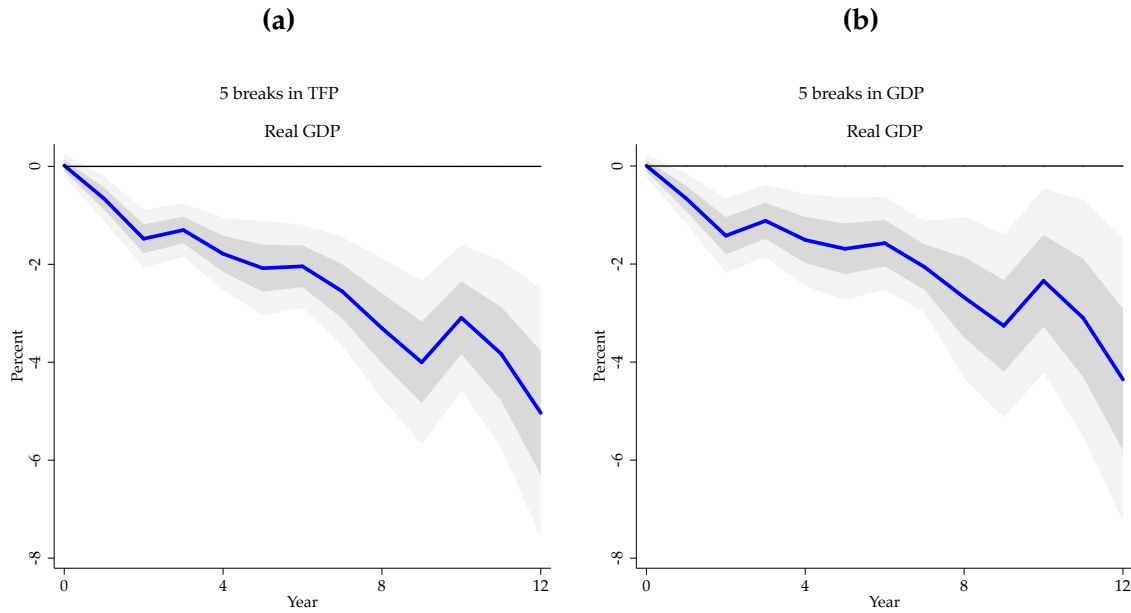 (a)
5 breaks in TFP
Real GDP
0
-2
-4
-6
-8
Percent
0 4 8 12
Year
(b)
5 breaks in GDP
Real GDP
0
-2
-4
-6
-8
Percent
0 4 8 12
Year